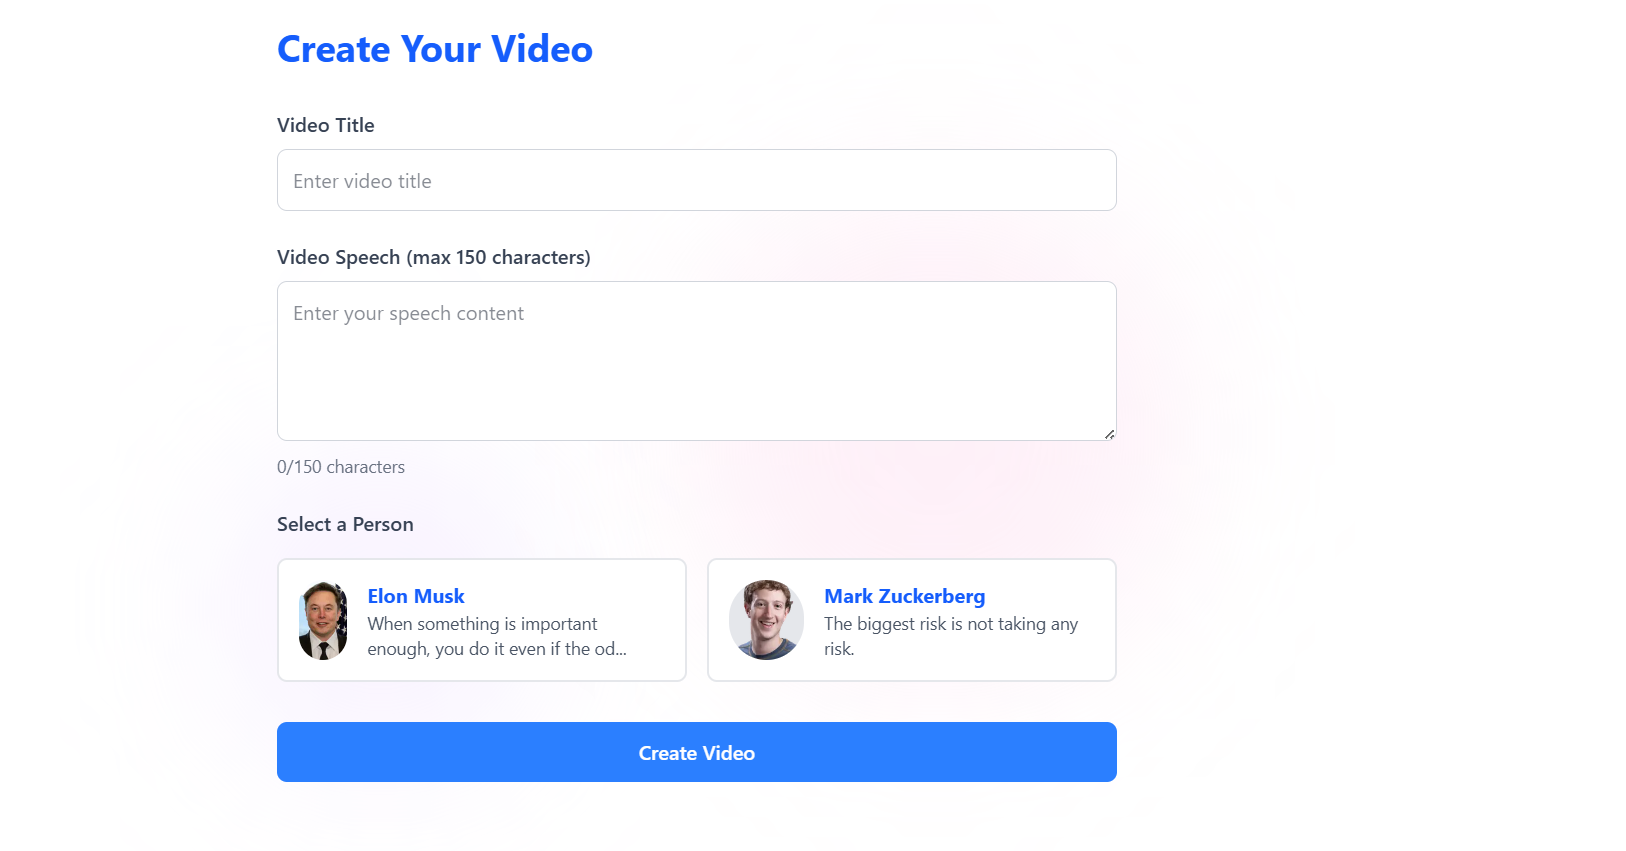 Create Your Video
Video Title
Enter video title
Video Speech (max 150 characters)
Enter your speech content
0/150 characters
Select a Person
Elon Musk
When something is important
enough, you do it even if the od...
Mark Zuckerberg
The biggest risk is not taking any
risk.
Create Video